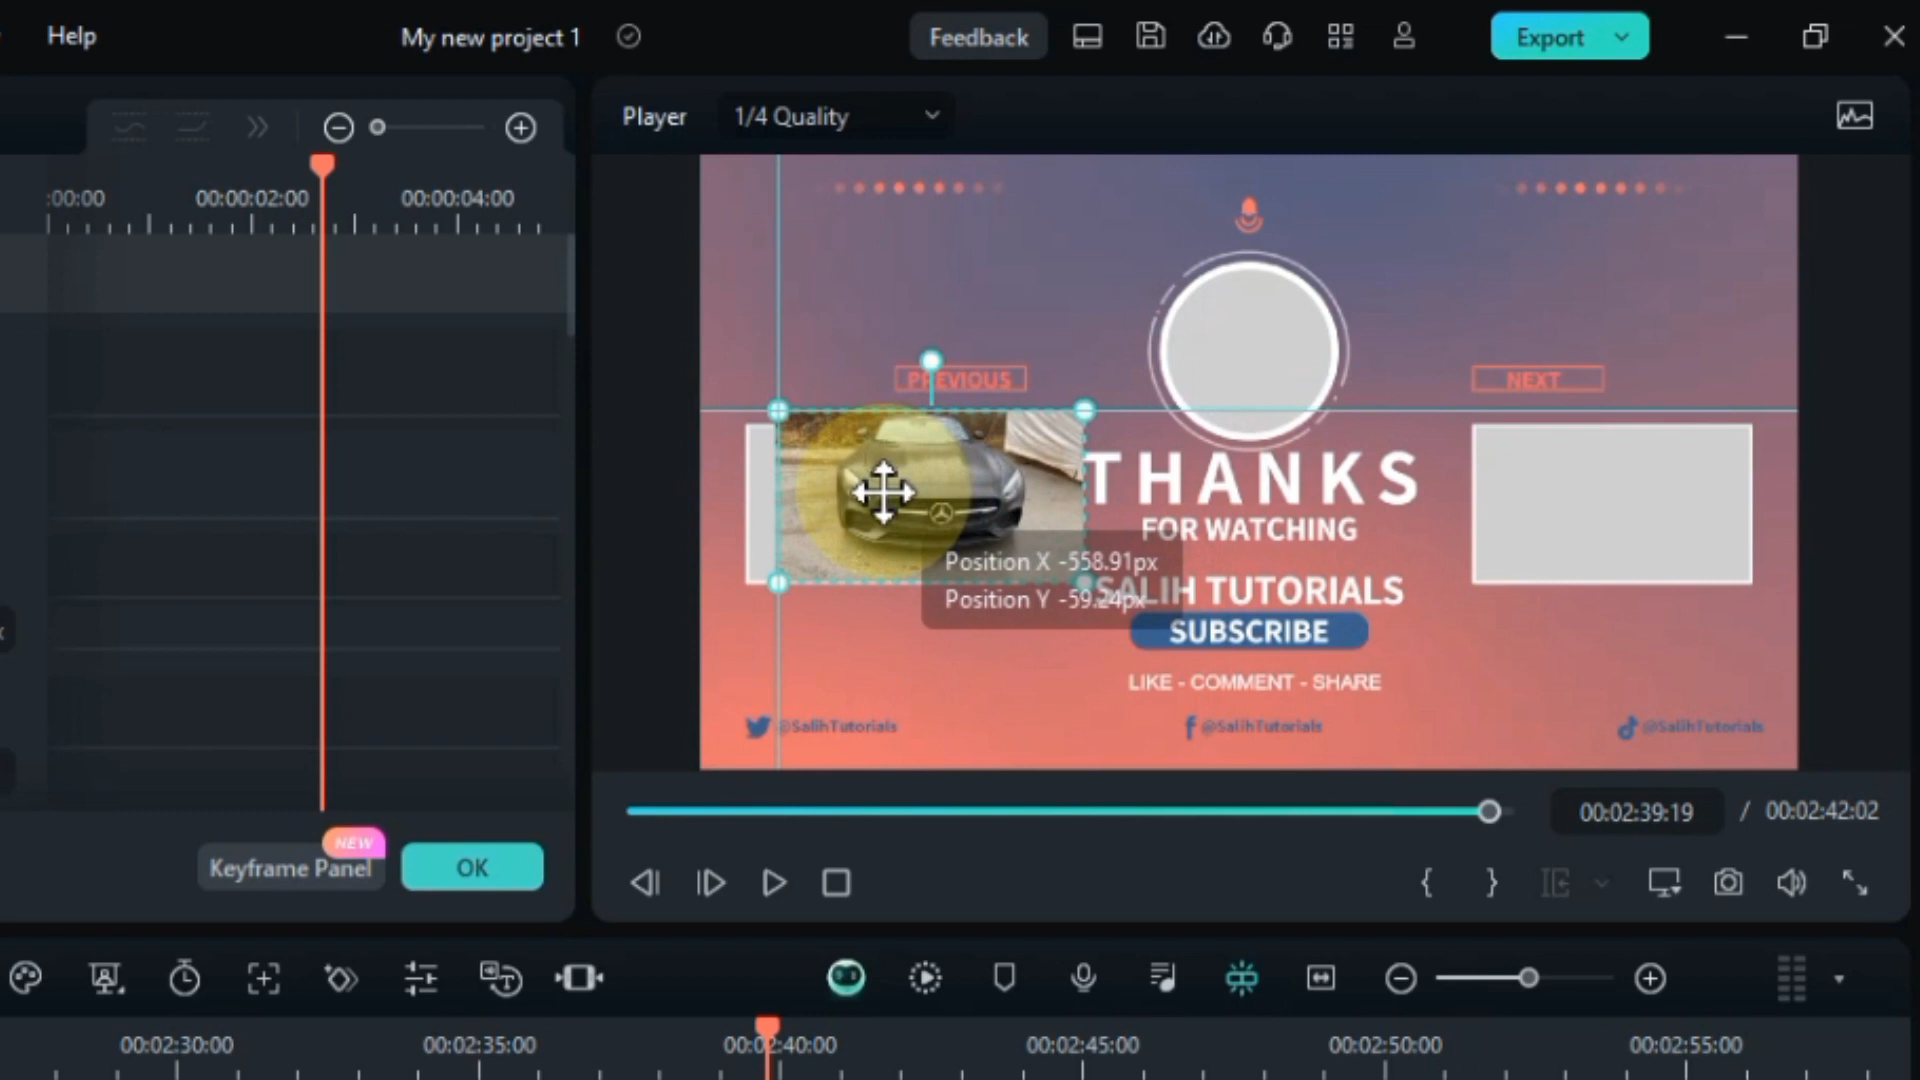 Help
My new project 1
Feedback
Export
Player
1/4 Quality
:00:00
00:00:02:00
00:00:04:00
PREVIOUS
NEXT
THANKS
FOR WATCHING
Position X -558.91px
Position Y -59.24px
SALIH TUTORIALS
SUBSCRIBE
LIKE - COMMENT - SHARE
@SalihTutorials
@SalihTutorials
@SalihTutorials
00:02:39:19 / 00:02:42:02
NEW
Keyframe Panel
OK
00:02:30:00
00:02:35:00
00:02:40:00
00:02:45:00
00:02:50:00
00:02:55:00